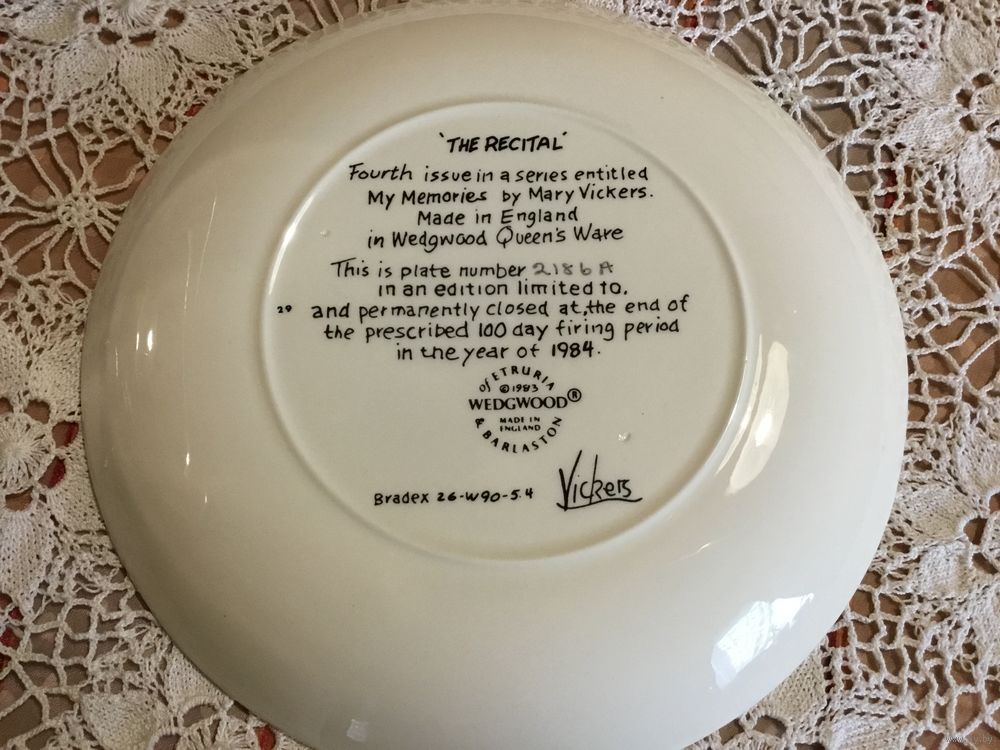 'THE RECITAL'
Fourth issue in a series entitled
My Memories by Mary Vickers.
Made in England
in Wedgwood Queen's Ware
This is plate number 2186A
in an edition limited to,
29 and permanently closed at, the end of
the prescribed 100 day firing period
in the year of 1984.
of ETRURIA
© 1983
WEDGWOOD®
MADE IN
ENGLAND
& BARLASTON
Bradex 26-W90-5.4
Vickers